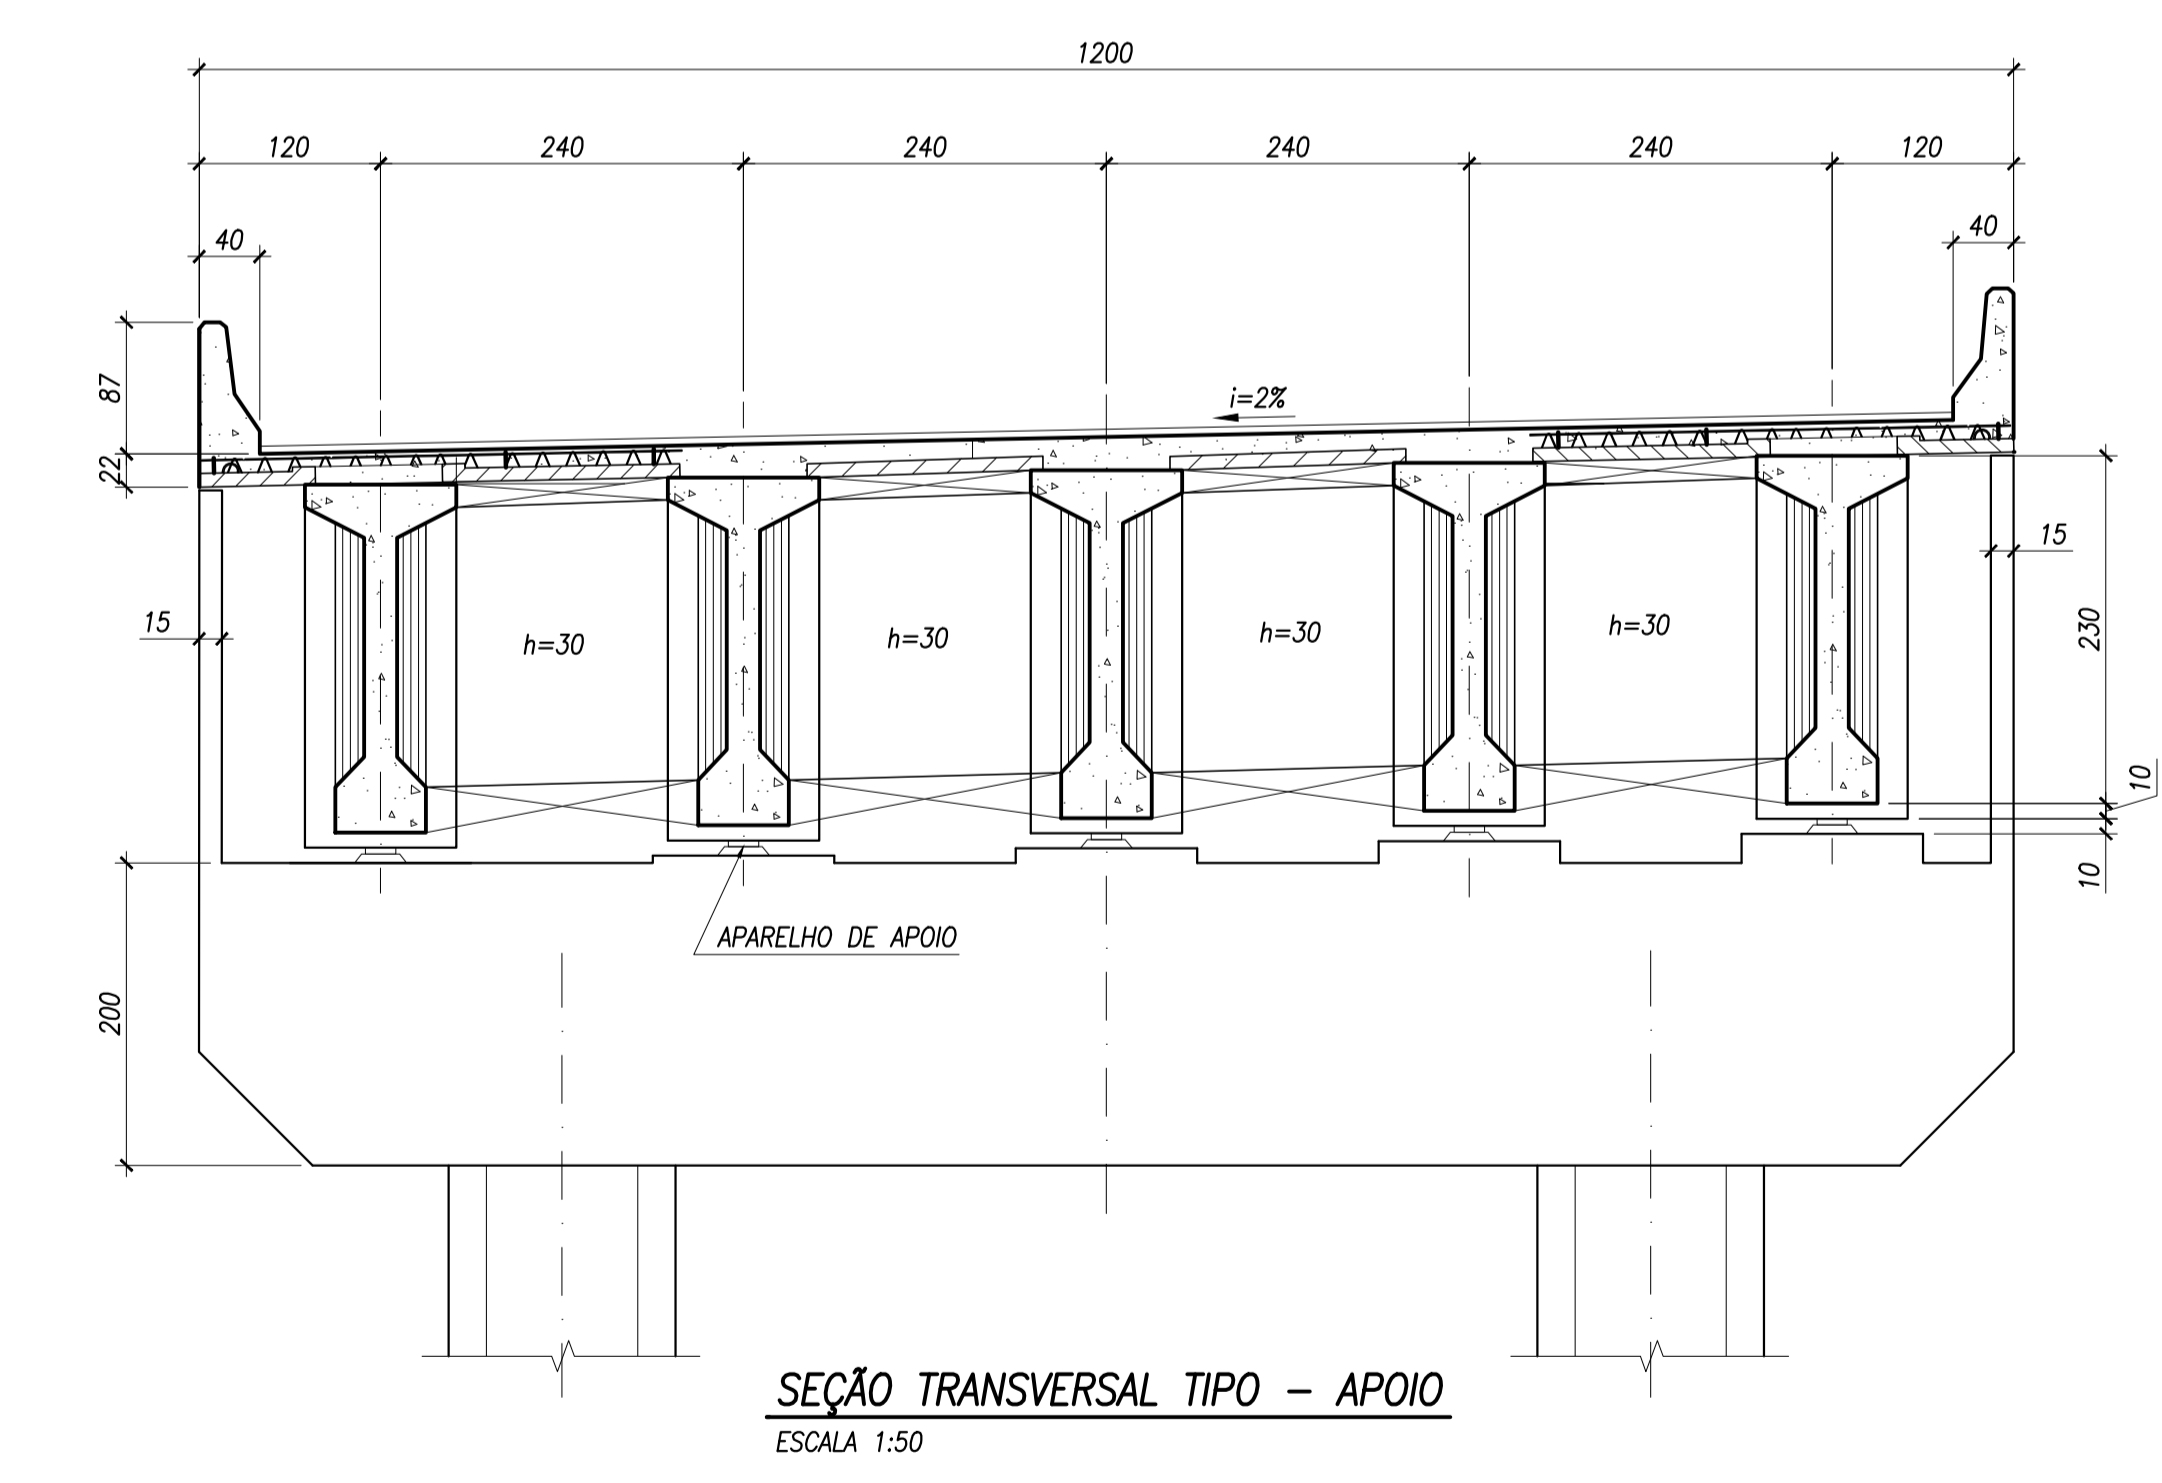 1200
120 240 240 240 240 120
40 40
87
i=2%
22
15
15
h=30 h=30 h=30 h=30
230
10
10
APARELHO DE APOIO
200
SEÇÃO TRANSVERSAL TIPO - APOIO
ESCALA 1:50